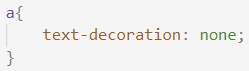 a{
    text-decoration: none;
}